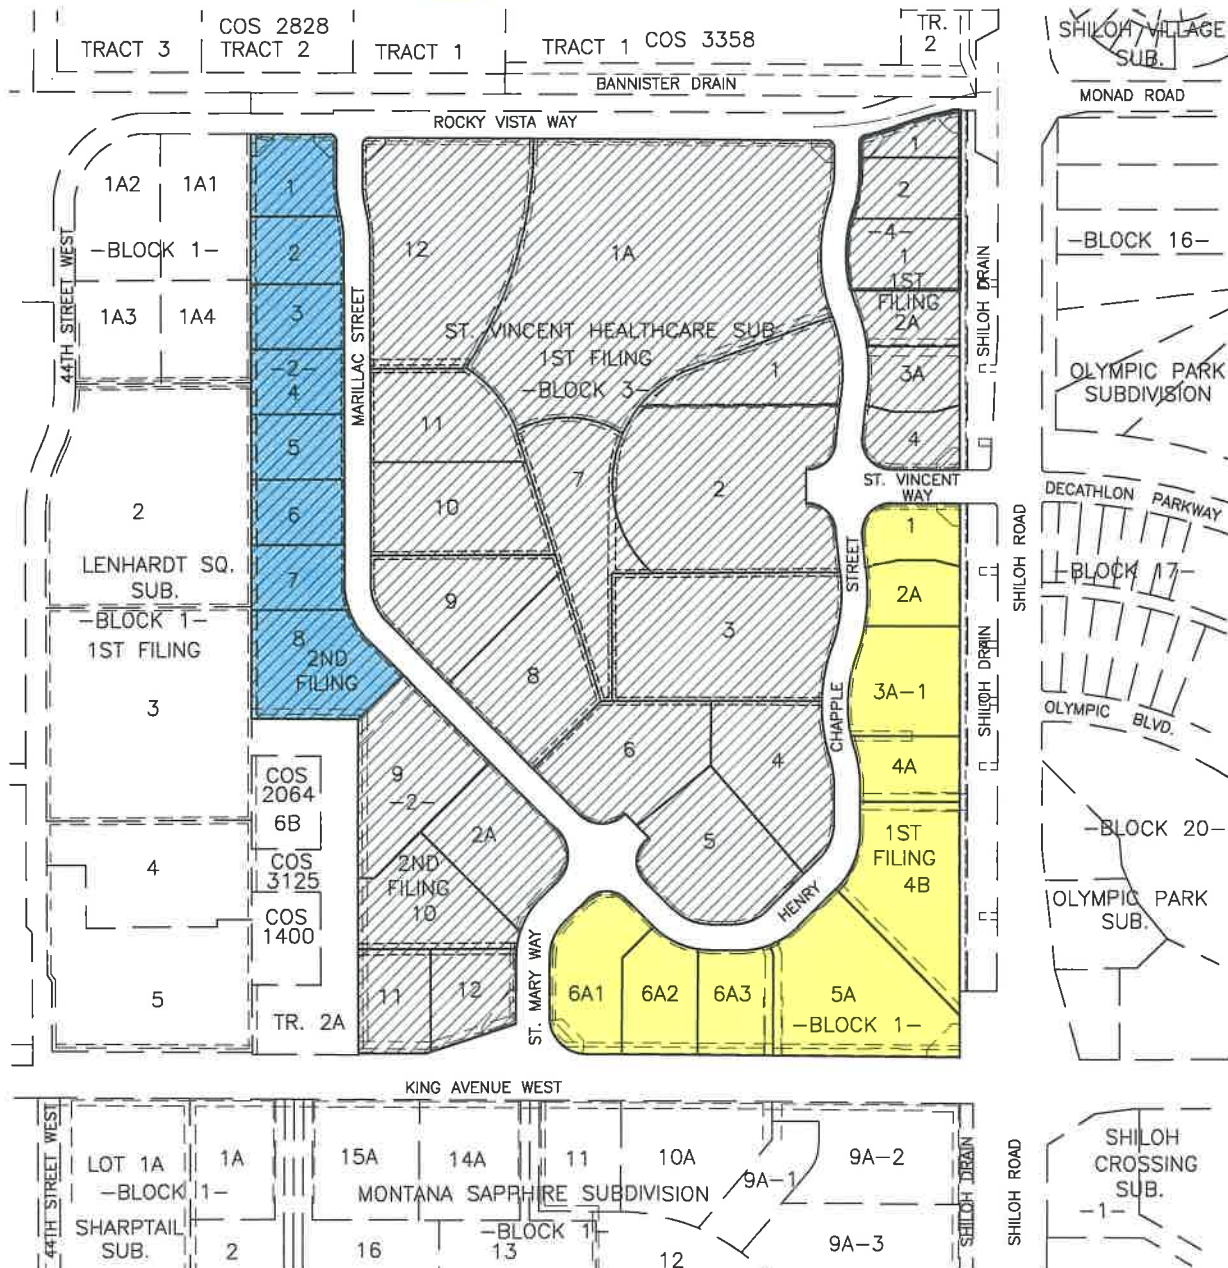 COS 2828
TRACT 3
TRACT 2
TRACT 1
TRACT 1
COS 3358
TR.
2
SHILOH VILLAGE
SUB.
BANNISTER DRAIN
MONAD ROAD
ROCKY VISTA WAY
1A2
1A1
-BLOCK 1-
1A3
1A4
44TH STREET WEST
1
2
3
-2-
4
5
6
7
8
2ND
FILING
MARILLAC STREET
12
1A
ST. VINCENT HEALTHCARE SUB
1ST FILING
-BLOCK 3-
1
11
10
7
2
9
8
3
6
4
5
1
2
-4-
1
1ST
FILING
2A
3A
4
SHILOH DRAIN
-BLOCK 16-
OLYMPIC PARK
SUBDIVISION
ST. VINCENT
WAY
DECATHLON PARKWAY
-BLOCK 17-
SHILOH ROAD
OLYMPIC BLVD.
1
2A
3A-1
4A
1ST
FILING
4B
SHILOH DRAIN
HENRY CHAPPLE STREET
-BLOCK 20-
OLYMPIC PARK
SUB.
2
LENHARDT SQ.
SUB.
-BLOCK 1-
1ST FILING
3
4
5
COS
2064
6B
COS
3125
COS
1400
TR. 2A
9
-2-
2A
2ND
FILING
10
11
12
ST. MARY WAY
6A1
6A2
6A3
5A
-BLOCK 1-
KING AVENUE WEST
44TH STREET WEST
LOT 1A
-BLOCK 1-
SHARPTAIL
SUB.
1A
2
15A
14A
11
10A
9A-1
9A-2
MONTANA SAPPHIRE SUBDIVISION
-BLOCK 1-
16
13
12
9A-3
SHILOH DRAIN
SHILOH ROAD
SHILOH
CROSSING
SUB.
-1-